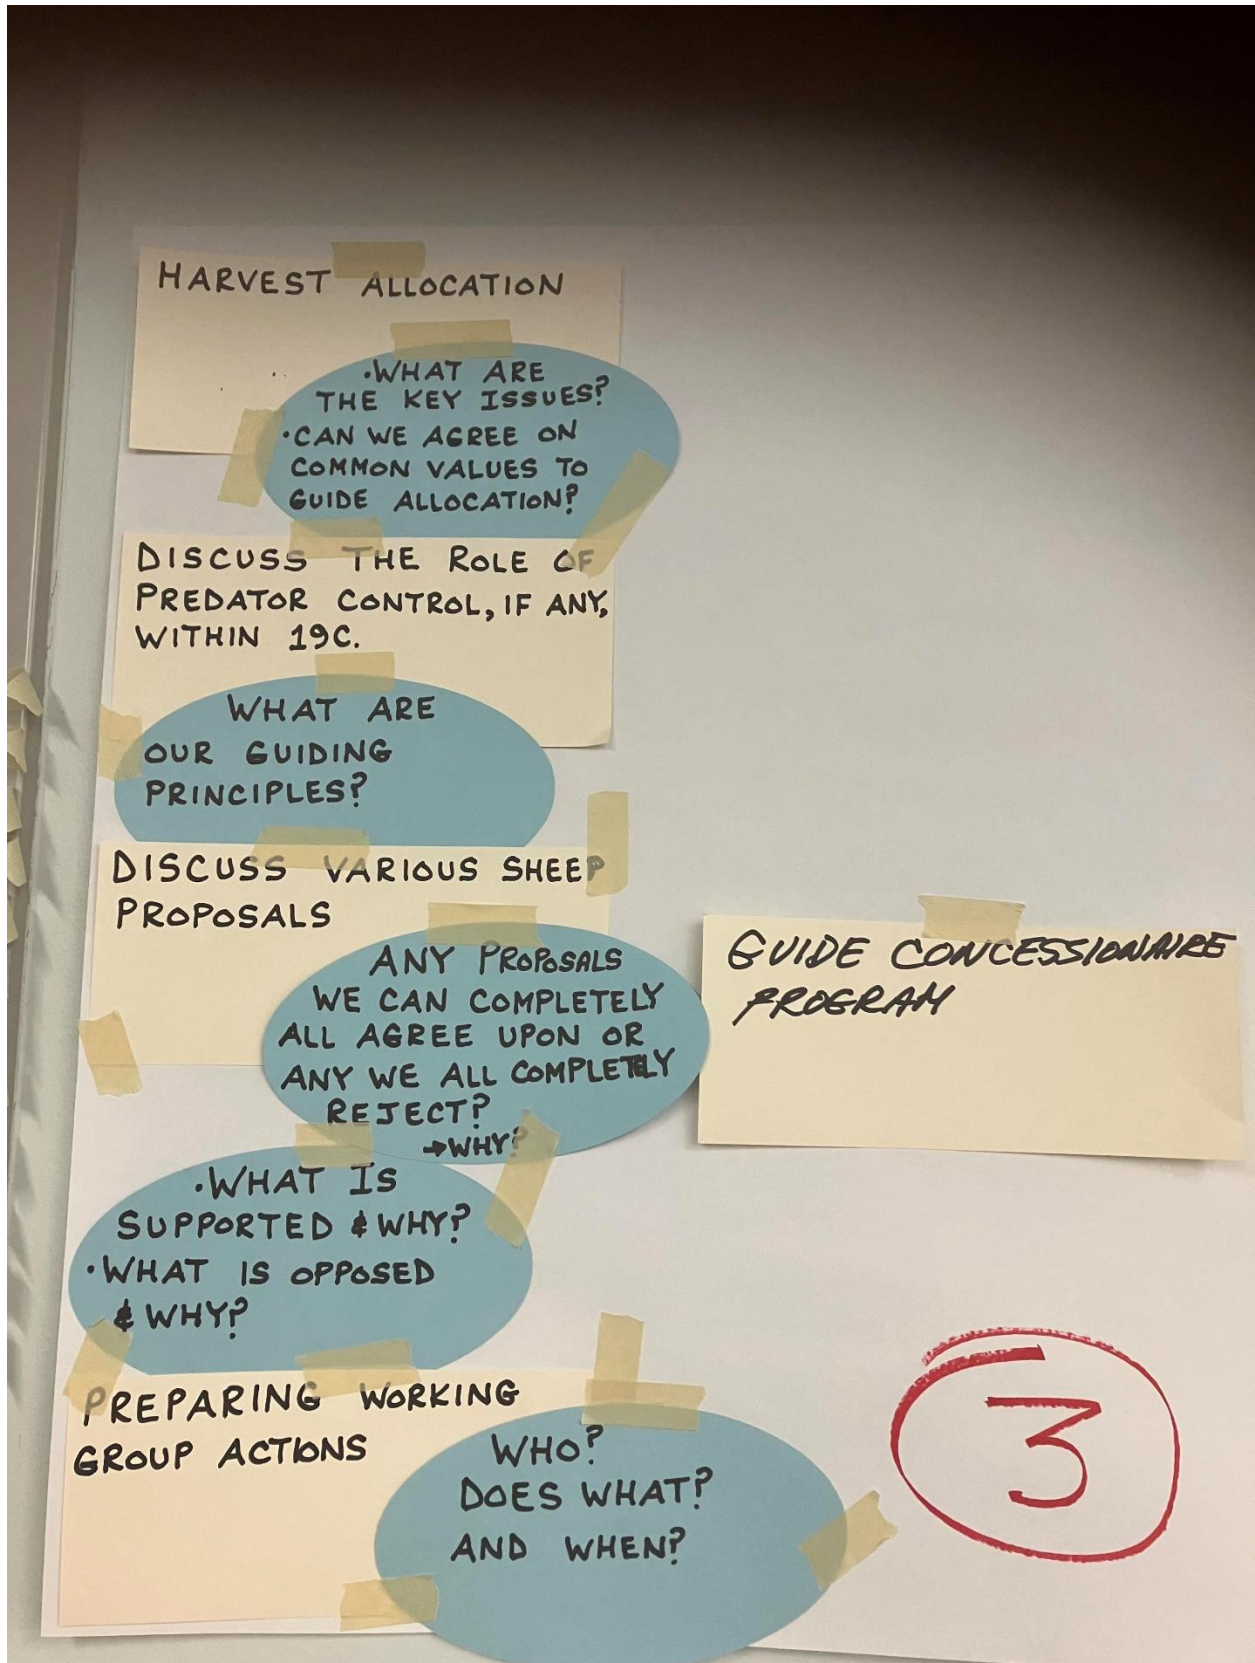 HARVEST ALLOCATION
•WHAT ARE
THE KEY ISSUES?
•CAN WE AGREE ON
COMMON VALUES TO
GUIDE ALLOCATION?
DISCUSS THE ROLE OF
PREDATOR CONTROL, IF ANY,
WITHIN 19C.
WHAT ARE
OUR GUIDING
PRINCIPLES?
DISCUSS VARIOUS SHEEP
PROPOSALS
ANY PROPOSALS
WE CAN COMPLETELY
ALL AGREE UPON OR
ANY WE ALL COMPLETELY
REJECT?
→WHY?
GUIDE CONCESSIONAIRE
PROGRAM
•WHAT IS
SUPPORTED & WHY?
•WHAT IS OPPOSED
& WHY?
PREPARING WORKING
GROUP ACTIONS
WHO?
DOES WHAT?
AND WHEN?
3